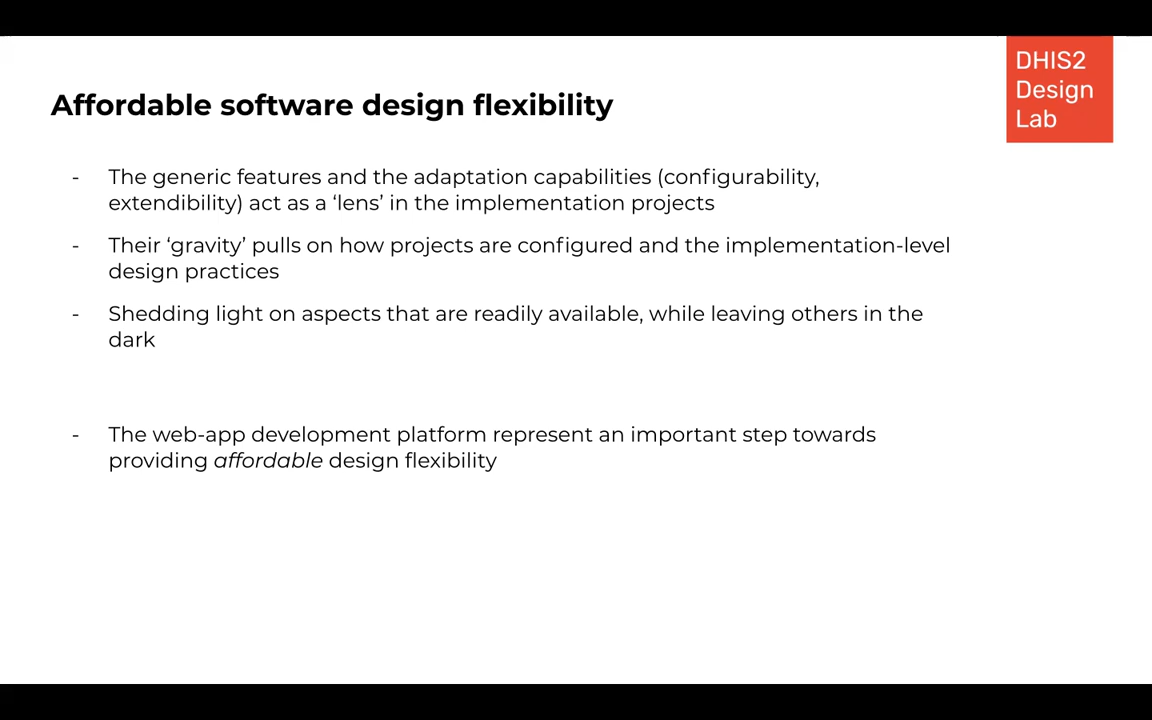 DHIS2
Design
Lab
Affordable software design flexibility
- The generic features and the adaptation capabilities (configurability,
extendibility) act as a ‘lens’ in the implementation projects
- Their ‘gravity’ pulls on how projects are configured and the implementation-level
design practices
- Shedding light on aspects that are readily available, while leaving others in the
dark
- The web-app development platform represent an important step towards
providing affordable design flexibility